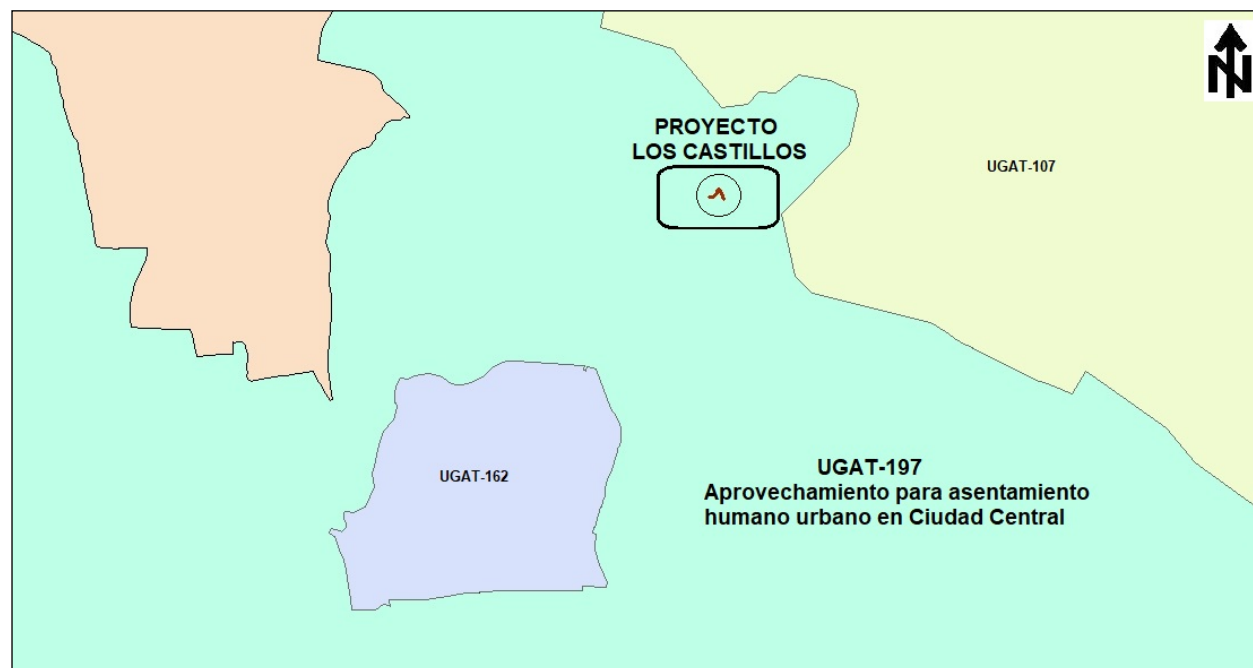 N
PROYECTO
LOS CASTILLOS
UGAT-107
UGAT-162
UGAT-197
Aprovechamiento para asentamiento
humano urbano en Ciudad Central